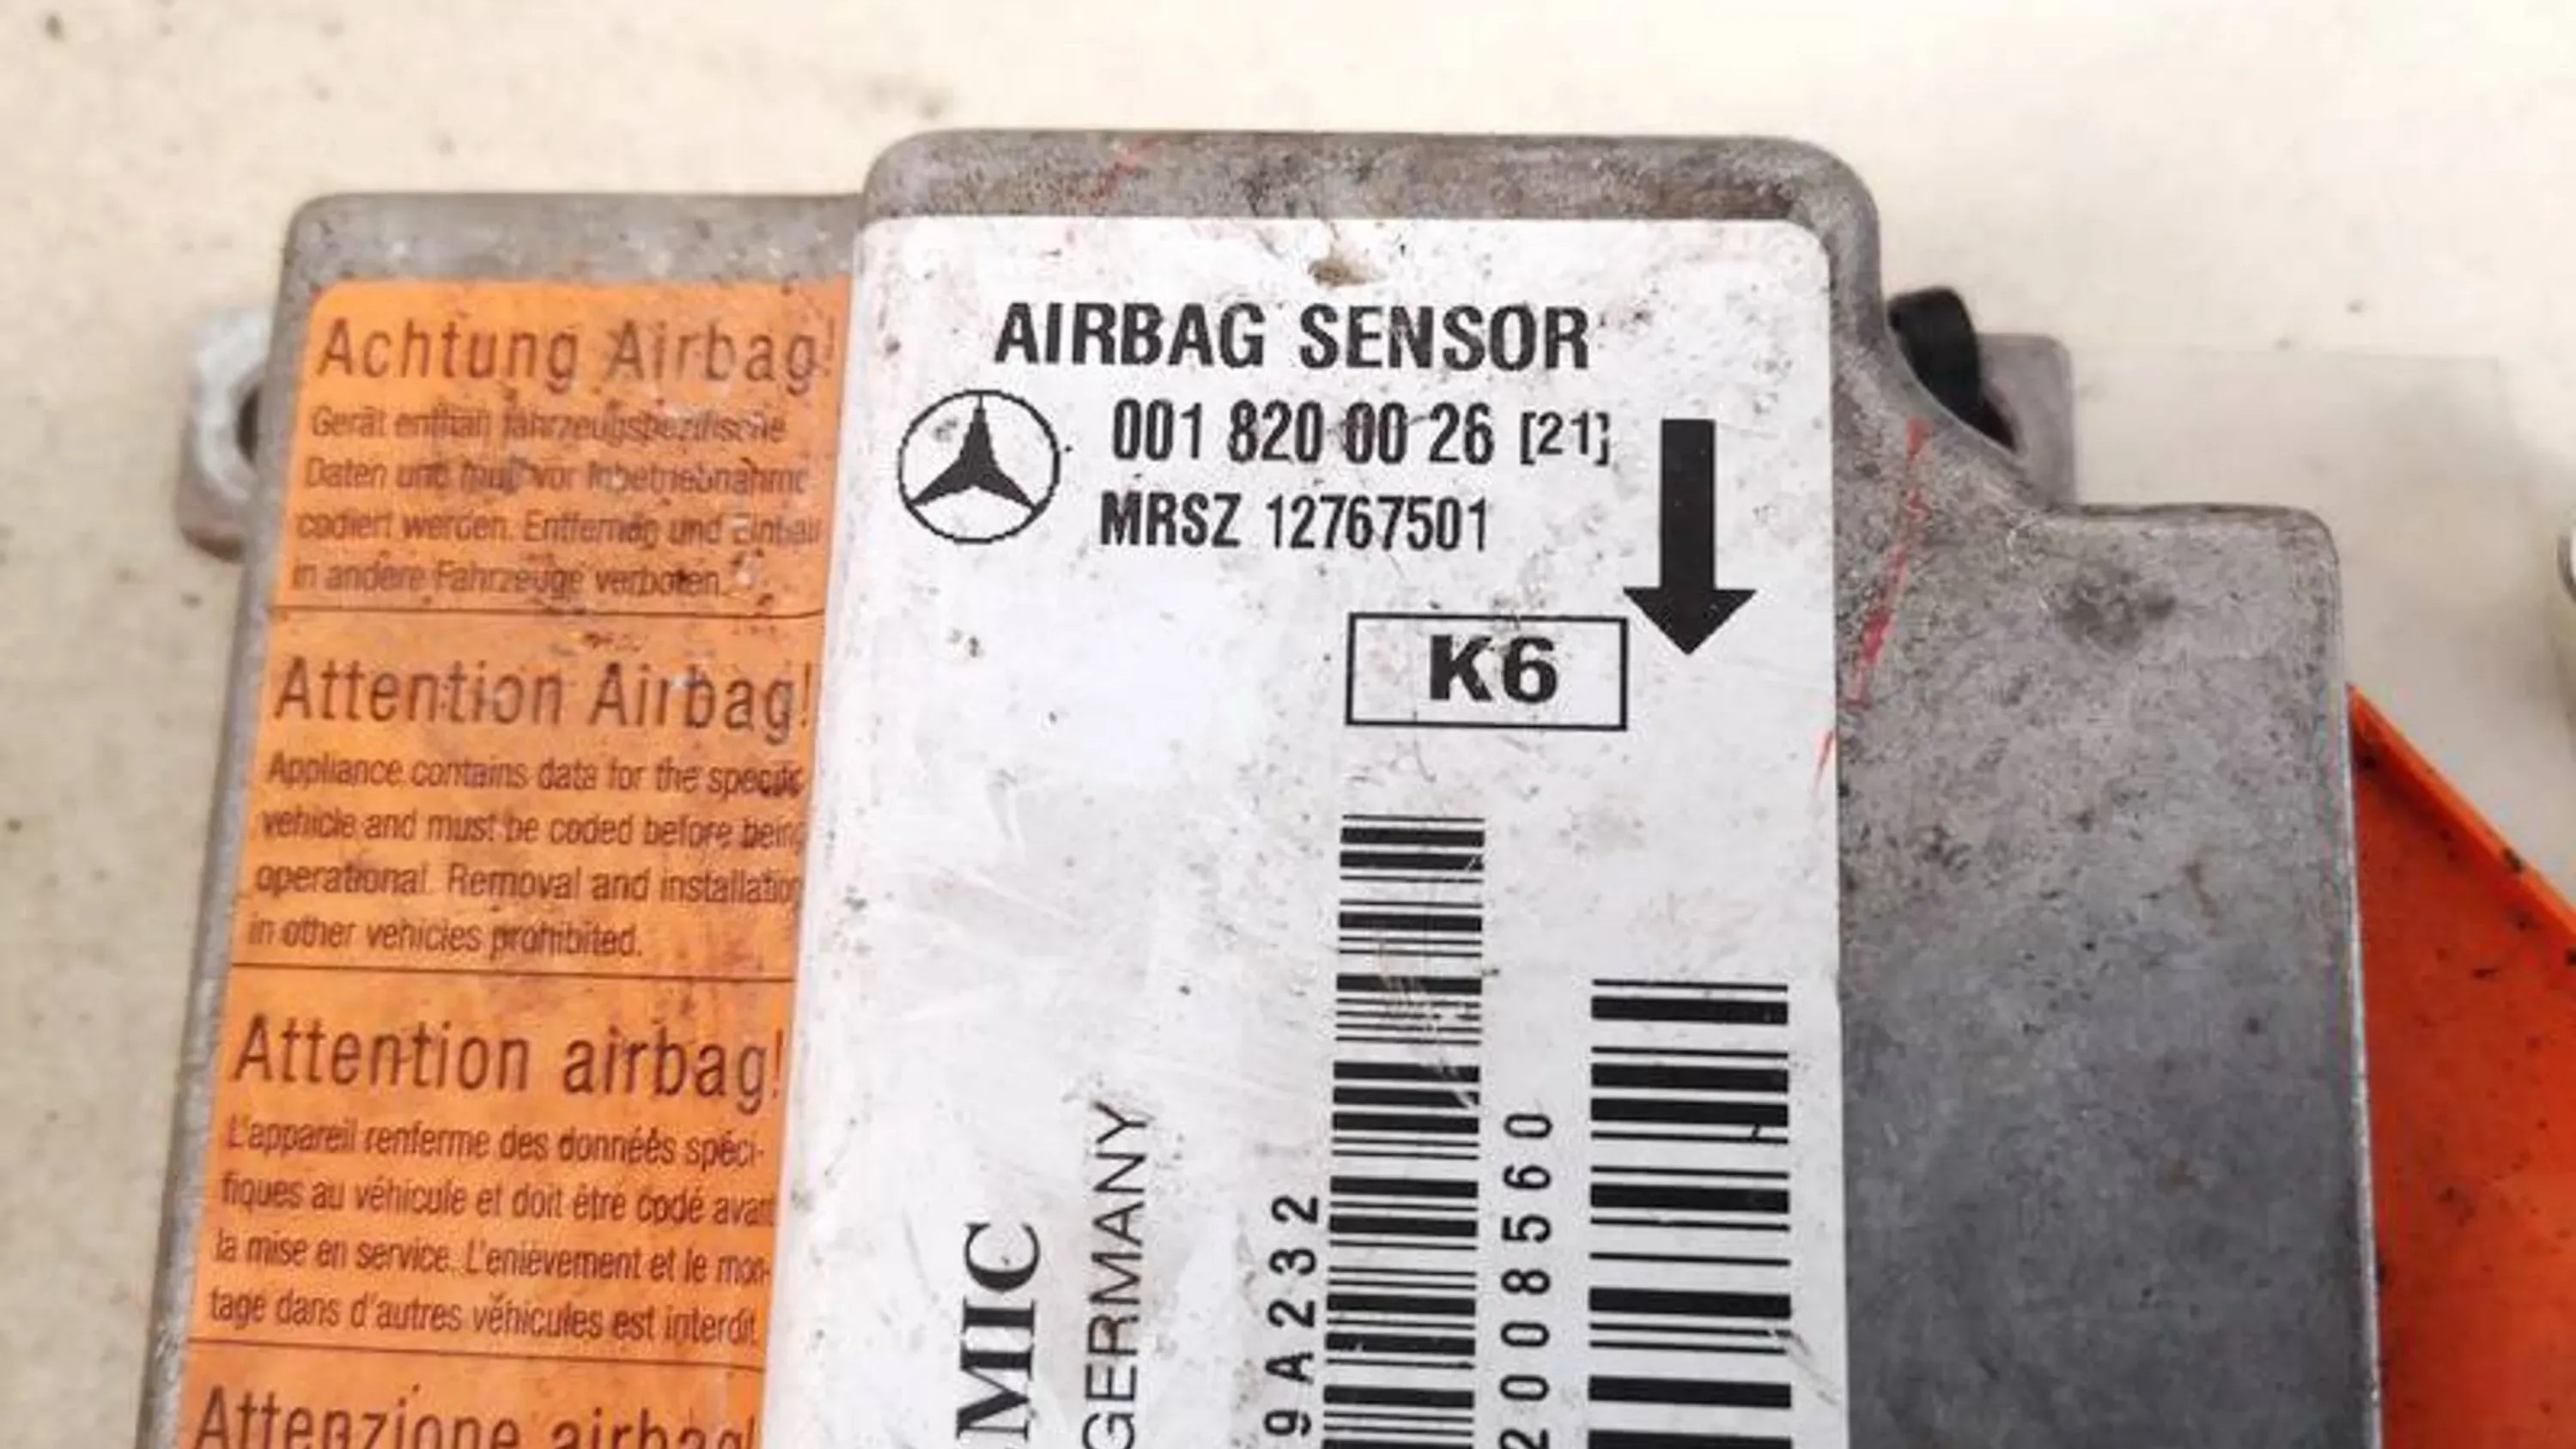 Achtung Airbag!
Gerät enthält fahrzeugspezifische
Daten und muß vor Inbetriebnahme
codiert werden. Entfernen und Einbau
in andere Fahrzeuge verboten.
Attention Airbag!
Appliance contains data for the specific
vehicle and must be coded before being
operational. Removal and installation
in other vehicles prohibited.
Attention airbag!
L'appareil renferme des données spéci-
fiques au véhicule et doit être codé avant
la mise en service. L'enlèvement et le mon-
tage dans d'autres véhicules est interdit.
Attenzione airbag!
AIRBAG SENSOR
001 820 00 26 [21]
MRSZ 12767501
K6
MIC
GERMANY
9A232
2008560